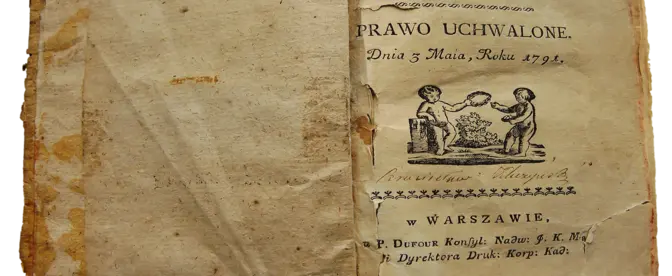 PRAWO UCHWALONE.
Dnia 3 Maia, Roku 1791,
w WARSZAWIE,
P. DUFOUR Konsyl: Nadw: J. K.
Dyrektora Druk: Korp: Kad: